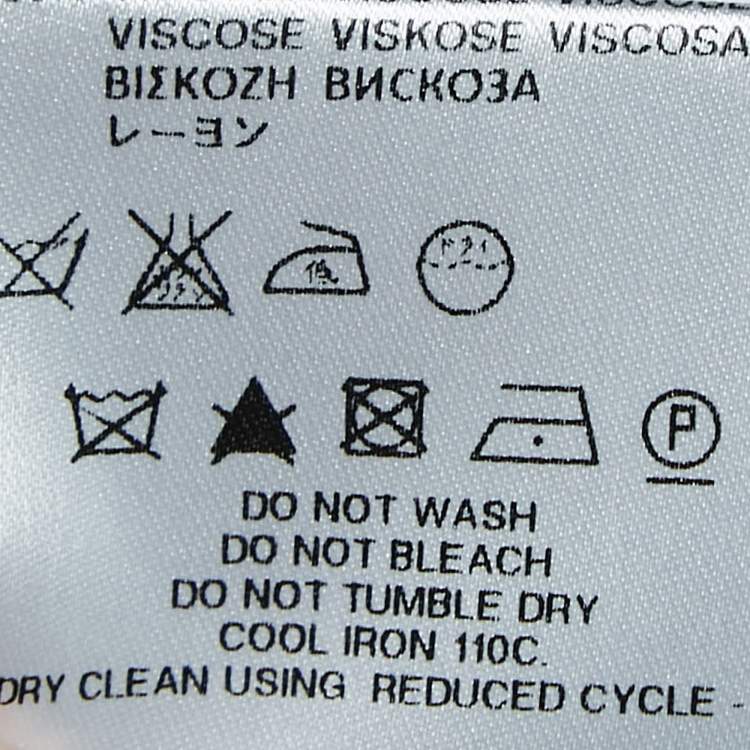 VISCOSE VISKOSE VISCOSA
ΒΙΣΚΟΖΗ ВИСКОЗА
レーヨン
低
P
DO NOT WASH
DO NOT BLEACH
DO NOT TUMBLE DRY
COOL IRON 110C.
DRY CLEAN USING REDUCED CYCLE -